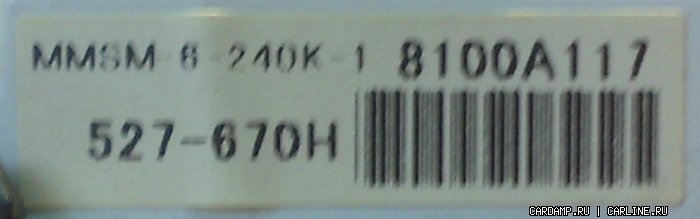 MMSM-6-240K-1 8100A117
527-670H
CARDAMP.RU | CARLINE.RU